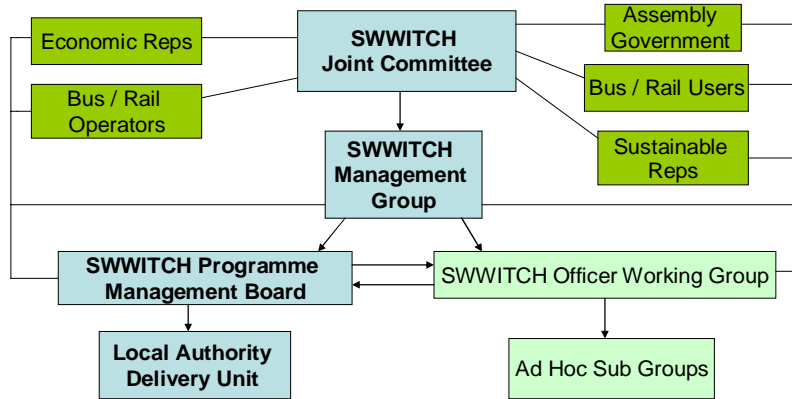 Economic Reps
SWWITCH
Joint Committee
Assembly
Government
Bus / Rail
Operators
Bus / Rail Users
SWWITCH
Management
Group
Sustainable
Reps
SWWITCH Programme
Management Board
SWWITCH Officer Working Group
Local Authority
Delivery Unit
Ad Hoc Sub Groups